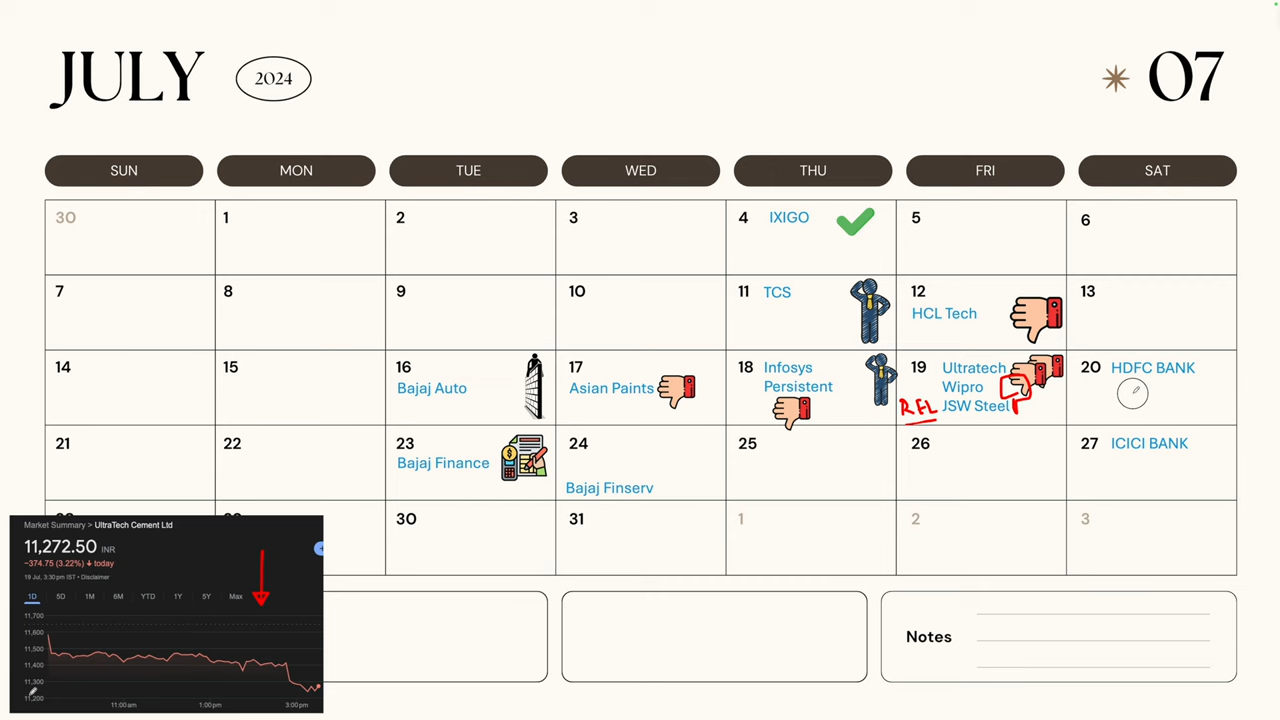 JULY 2024 07
SUN MON TUE WED THU FRI SAT
30 1 2 3 4 IXIGO 5 6
7 8 9 10 11 TCS 12 13
HCL Tech
14 15 16 17 18 Infosys 19 Ultratech 20 HDFC BANK
Bajaj Auto Asian Paints Persistent Wipro
JSW Steel
21 22 23 24 25 26 27 ICICI BANK
Bajaj Finance
Bajaj Finserv
30 31 1 2 3
Market Summary > UltraTech Cement Ltd
11,272.50 INR
−374.75 (3.22%) today
19 Jul, 3:30 pm IST • Disclaimer
1D 5D 1M 6M YTD 1Y 5Y Max
11,700
11,600
11,500
11,400
11,300
11,200
11:00 am 1:00 pm 3:00 pm
Notes